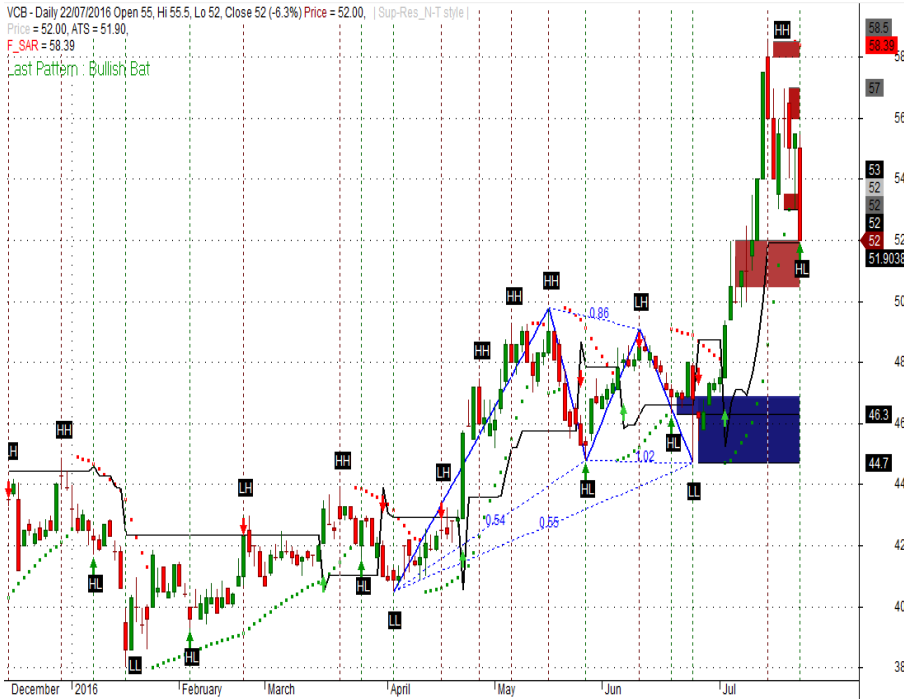 VCB - Daily 22/07/2016 Open 55, Hi 55.5, Lo 52, Close 52 (-6.3%) Price = 52.00, | Sup-Res_N-T style |
Price = 52.00, ATS = 51.90,
F_SAR = 58.39
Last Pattern : Bullish Bat
HH
58.5
58.39
58
57
56
54
53
52
52
52
52
52
51.9038
HL
50
HH
HH
LH
0.86
HH
48
46.3
46
44.7
H
HH
HH
LH
LH
HL
1.02
HL
LL
44
0.54
0.55
42
HL
HL
LL
40
LL
HL
38
December
2016
February
March
April
May
Jun
Jul